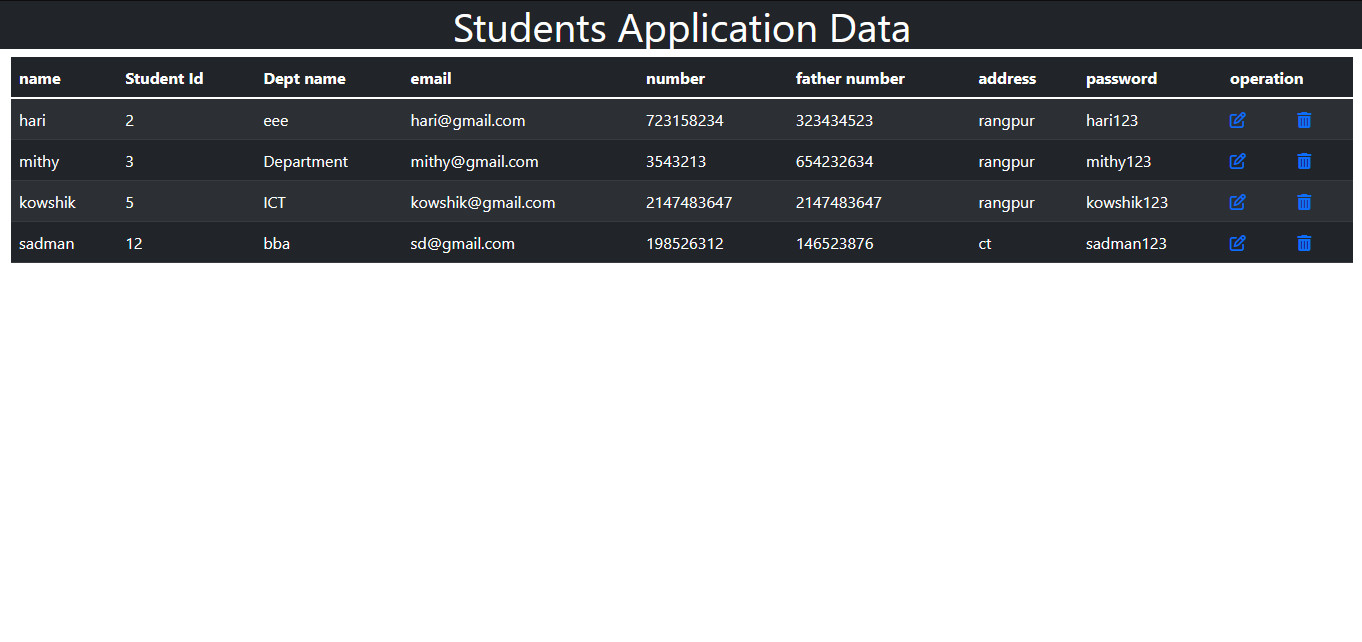 Students Application Data
name Student Id Dept name email number father number address password operation
hari 2 eee hari@gmail.com 723158234 323434523 rangpur hari123
mithy 3 Department mithy@gmail.com 3543213 654232634 rangpur mithy123
kowshik 5 ICT kowshik@gmail.com 2147483647 2147483647 rangpur kowshik123
sadman 12 bba sd@gmail.com 198526312 146523876 ct sadman123